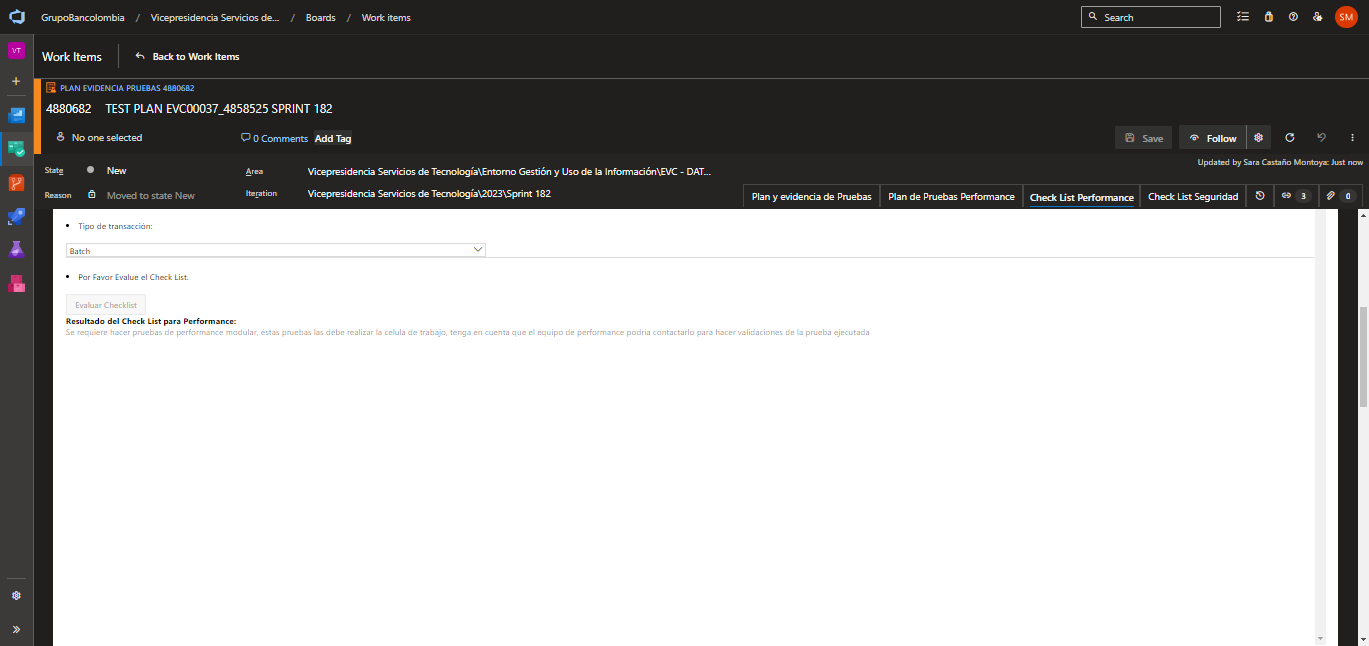 GrupoBancolombia / Vicepresidencia Servicios de... / Boards / Work items
Search
SM
VT
Work Items
Back to Work Items
PLAN EVIDENCIA PRUEBAS 4880682
4880682 TEST PLAN EVC00037_4858525 SPRINT 182
No one selected
0 Comments
Add Tag
Save
Follow
Updated by Sara Castaño Montoya: Just now
State New
Area Vicepresidencia Servicios de Tecnología\Entorno Gestión y Uso de la Información\EVC - DAT...
Reason Moved to state New
Iteration Vicepresidencia Servicios de Tecnología\2023\Sprint 182
Plan y evidencia de Pruebas
Plan de Pruebas Performance
Check List Performance
Check List Seguridad
3
0
• Tipo de transacción:
Batch
• Por Favor Evalue el Check List.
Evaluar Checklist
Resultado del Check List para Performance:
Se requiere hacer pruebas de performance modular, éstas pruebas las debe realizar la celula de trabajo, tenga en cuenta que el equipo de performance podria contactarlo para hacer validaciones de la prueba ejecutada